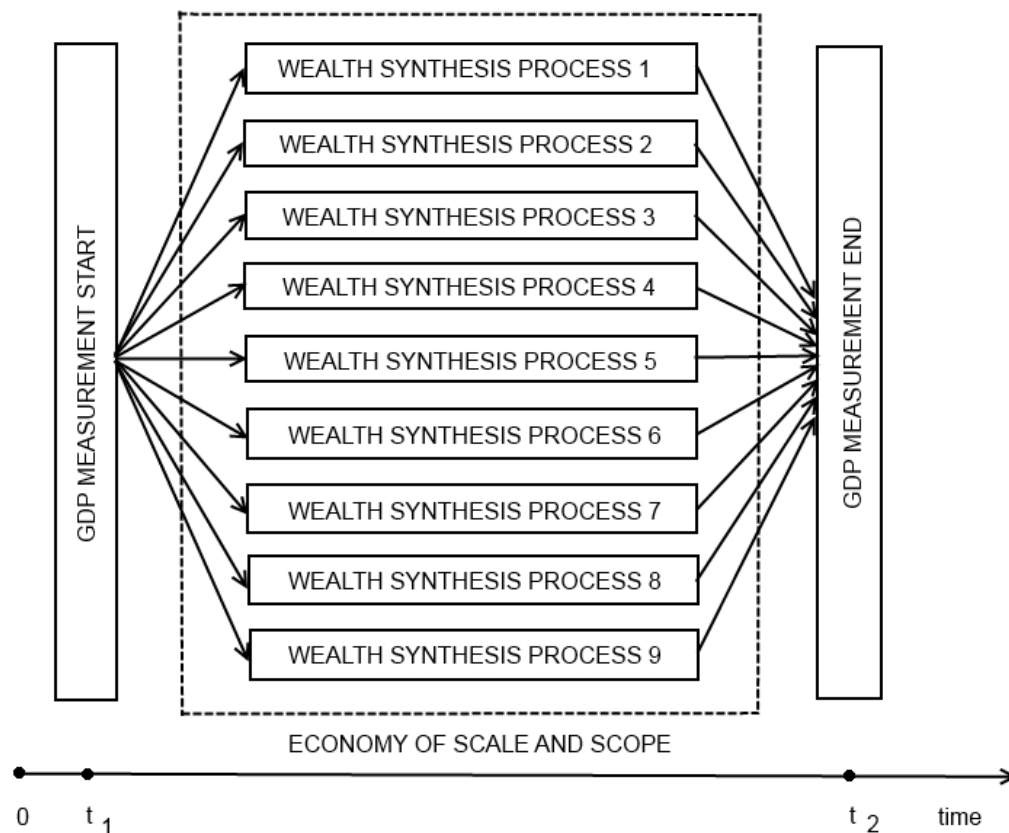 WEALTH SYNTHESIS PROCESS 1
WEALTH SYNTHESIS PROCESS 2
WEALTH SYNTHESIS PROCESS 3
WEALTH SYNTHESIS PROCESS 4
WEALTH SYNTHESIS PROCESS 5
WEALTH SYNTHESIS PROCESS 6
WEALTH SYNTHESIS PROCESS 7
WEALTH SYNTHESIS PROCESS 8
WEALTH SYNTHESIS PROCESS 9
GDP MEASUREMENT START
GDP MEASUREMENT END
ECONOMY OF SCALE AND SCOPE
0 t 1 t 2 time